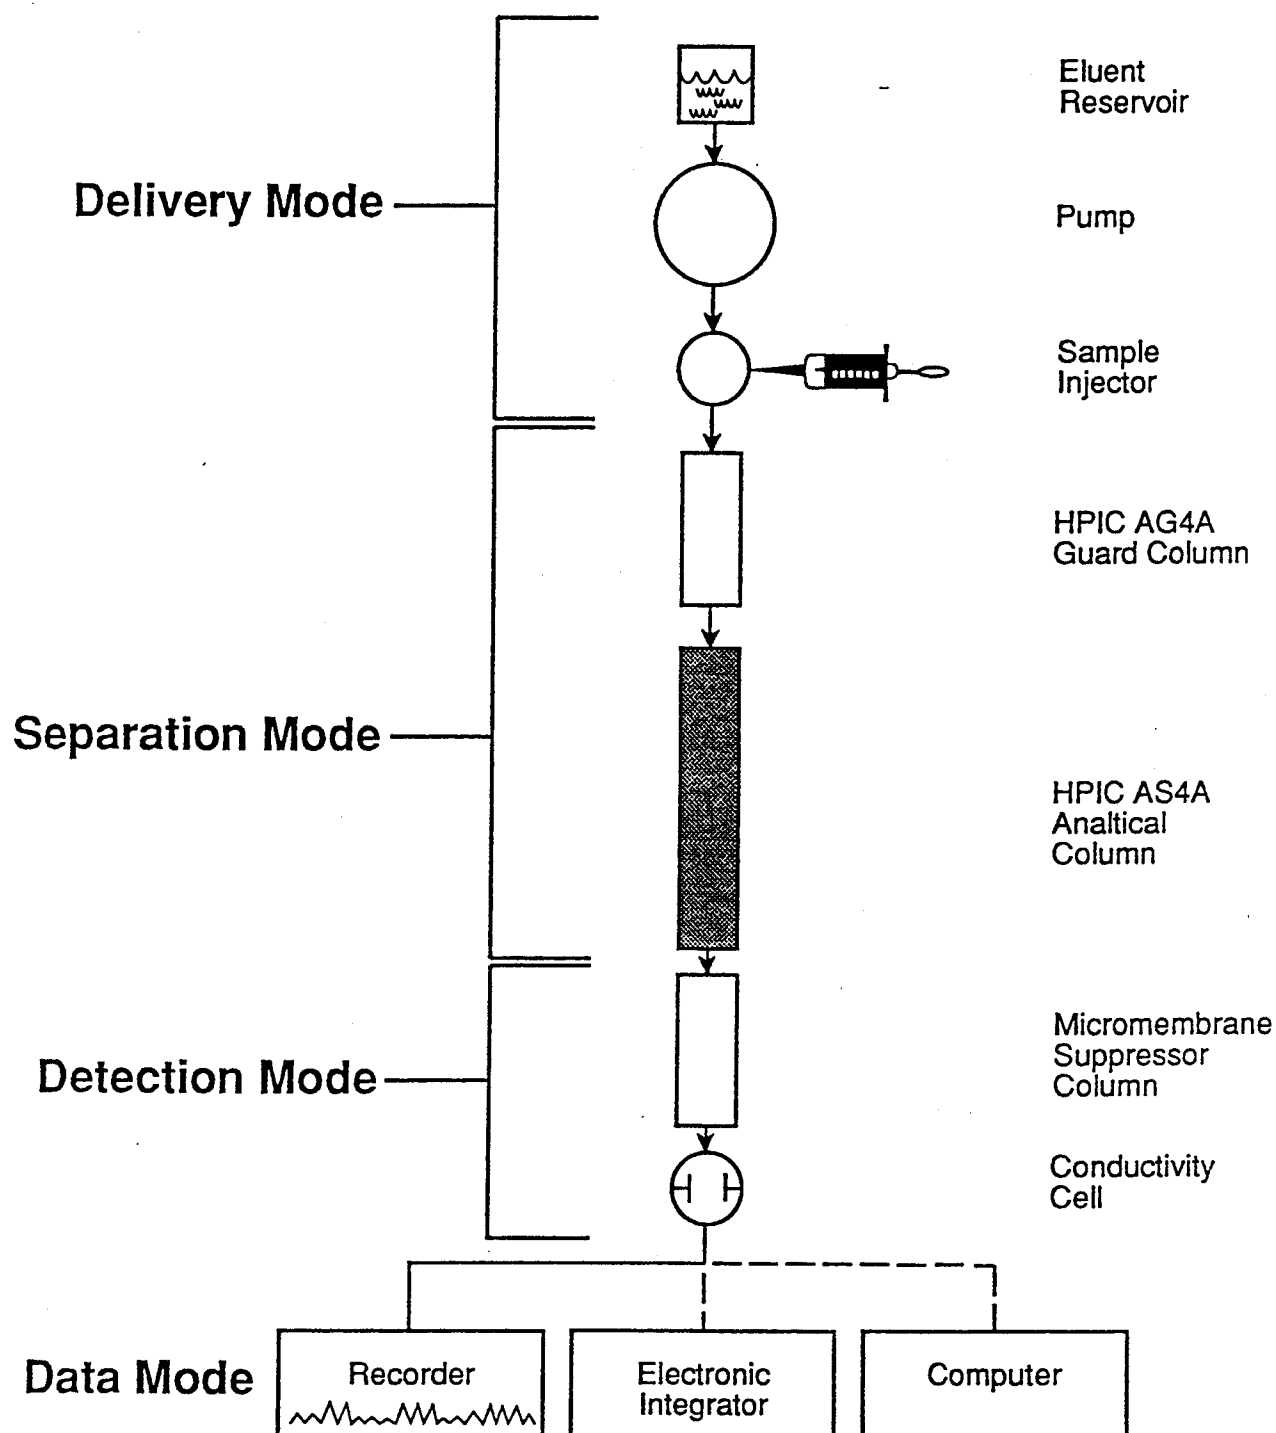 Eluent
Reservoir
Delivery Mode
Pump
Sample
Injector
HPIC AG4A
Guard Column
Separation Mode
HPIC AS4A
Analtical
Column
Micromembrane
Suppressor
Column
Detection Mode
Conductivity
Cell
Data Mode
Recorder
Electronic
Integrator
Computer